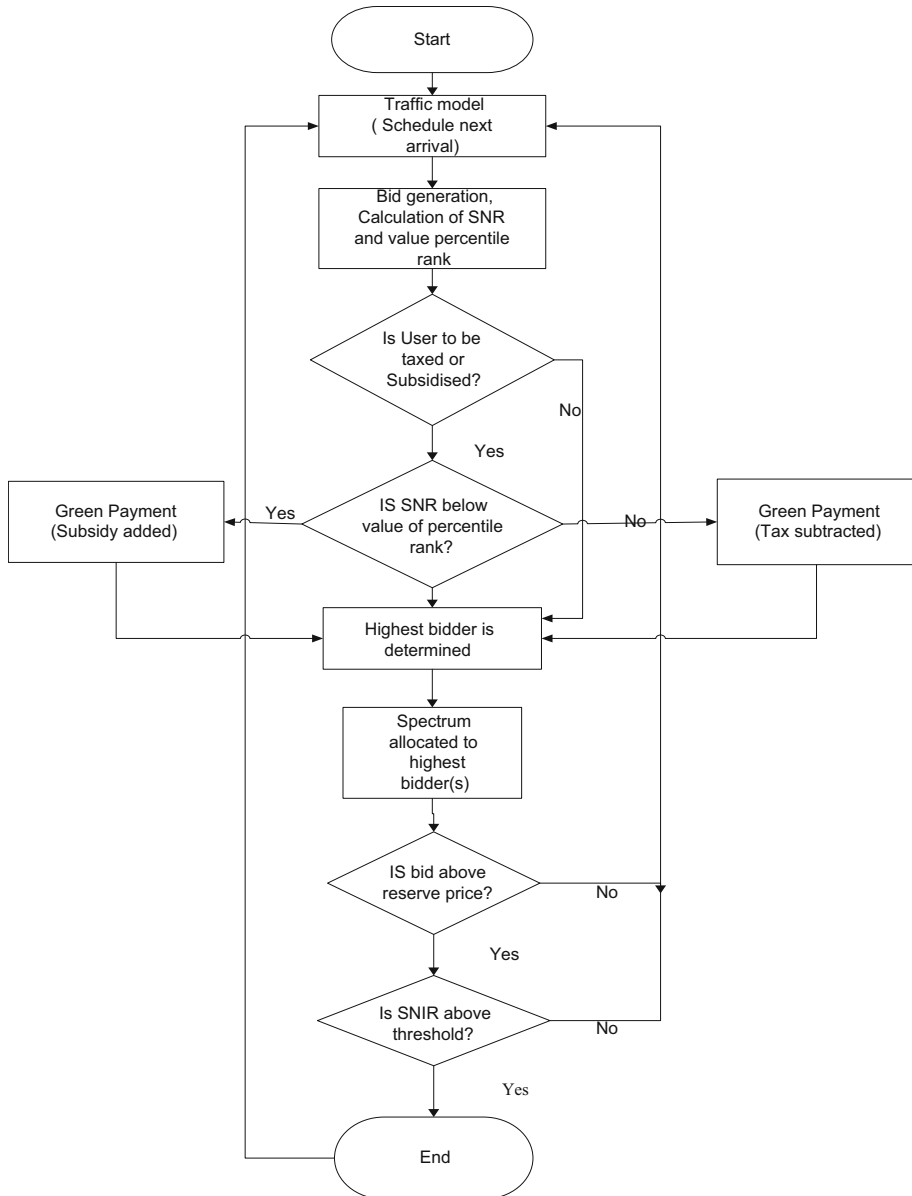 Start
Traffic model
( Schedule next
arrival)
Bid generation,
Calculation of SNR
and value percentile
rank
Is User to be
taxed or
Subsidised?
No
Yes
Green Payment
(Subsidy added)
Yes
IS SNR below
value of percentile
rank?
No
Green Payment
(Tax subtracted)
Highest bidder is
determined
Spectrum
allocated to
highest
bidder(s)
IS bid above
reserve price?
No
Yes
Is SNIR above
threshold?
No
Yes
End